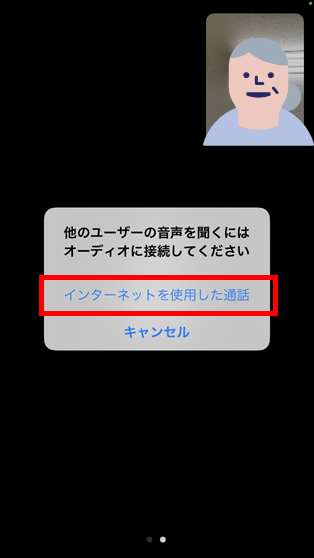 他のユーザーの音声を聞くには
オーディオに接続してください
インターネットを使用した通話
キャンセル